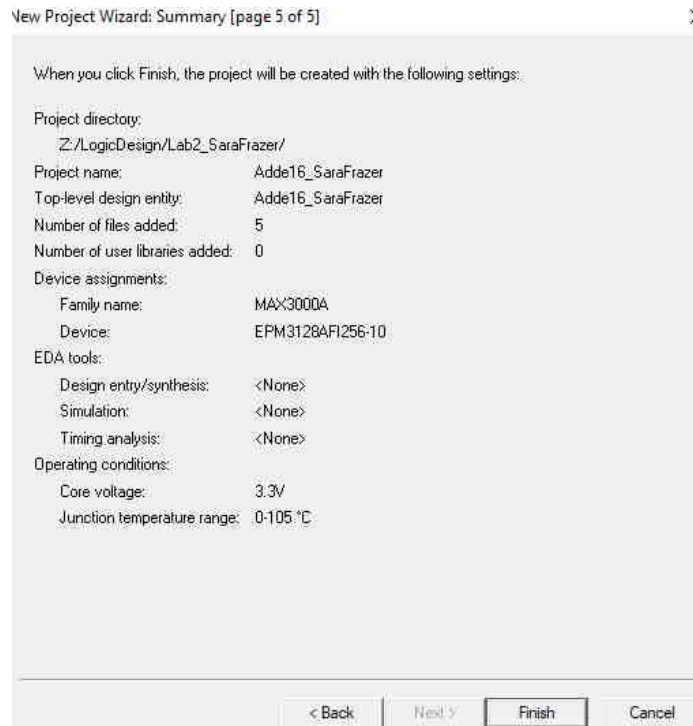 New Project Wizard: Summary [page 5 of 5]
When you click Finish, the project will be created with the following settings:
Project directory:
Z:/LogicDesign/Lab2_SaraFrazer/
Project name: Adde16_SaraFrazer
Top-level design entity: Adde16_SaraFrazer
Number of files added: 5
Number of user libraries added: 0
Device assignments:
Family name: MAX3000A
Device: EPM3128AFI256-10
EDA tools:
Design entry/synthesis: <None>
Simulation: <None>
Timing analysis: <None>
Operating conditions:
Core voltage: 3.3V
Junction temperature range: 0-105 °C
< Back Next > Finish Cancel